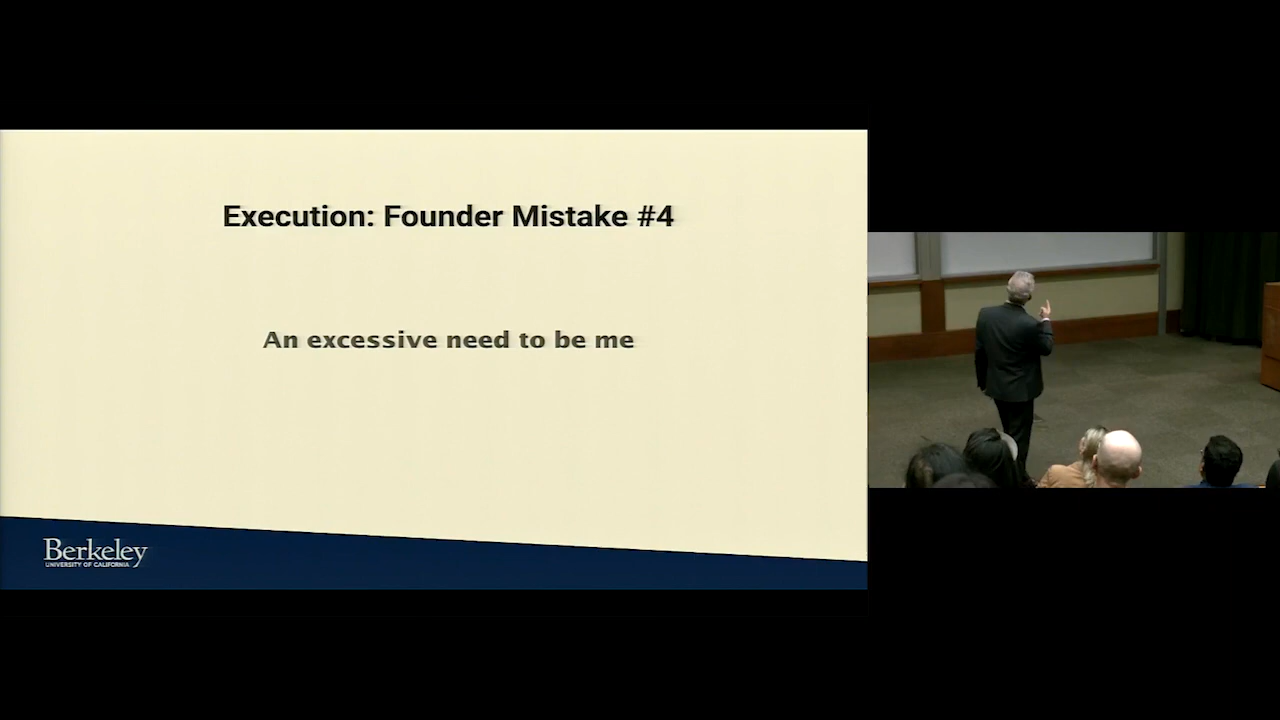 Execution: Founder Mistake #4
An excessive need to be me
Berkeley
UNIVERSITY OF CALIFORNIA